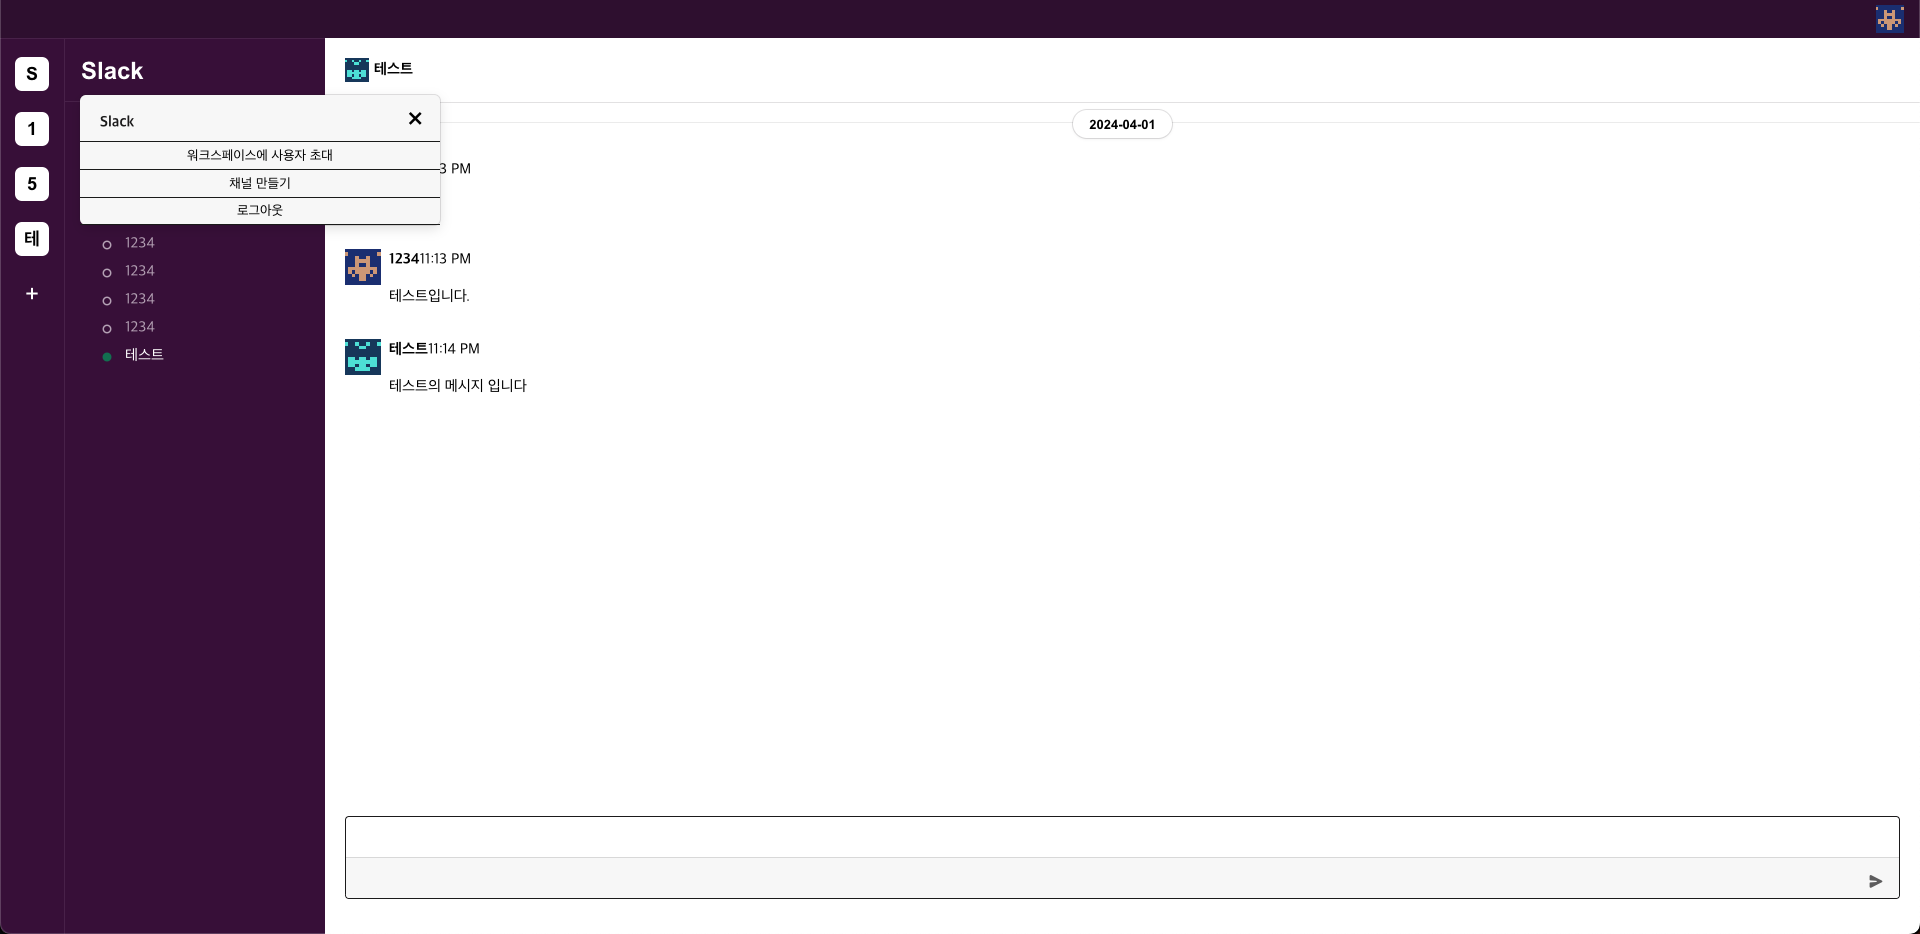 S
1
5
테
+
Slack
Slack
워크스페이스에 사용자 초대
채널 만들기
로그아웃
1234
1234
1234
1234
테스트
테스트
2024-04-01
3 PM
1234 11:13 PM
테스트입니다.
테스트 11:14 PM
테스트의 메시지 입니다